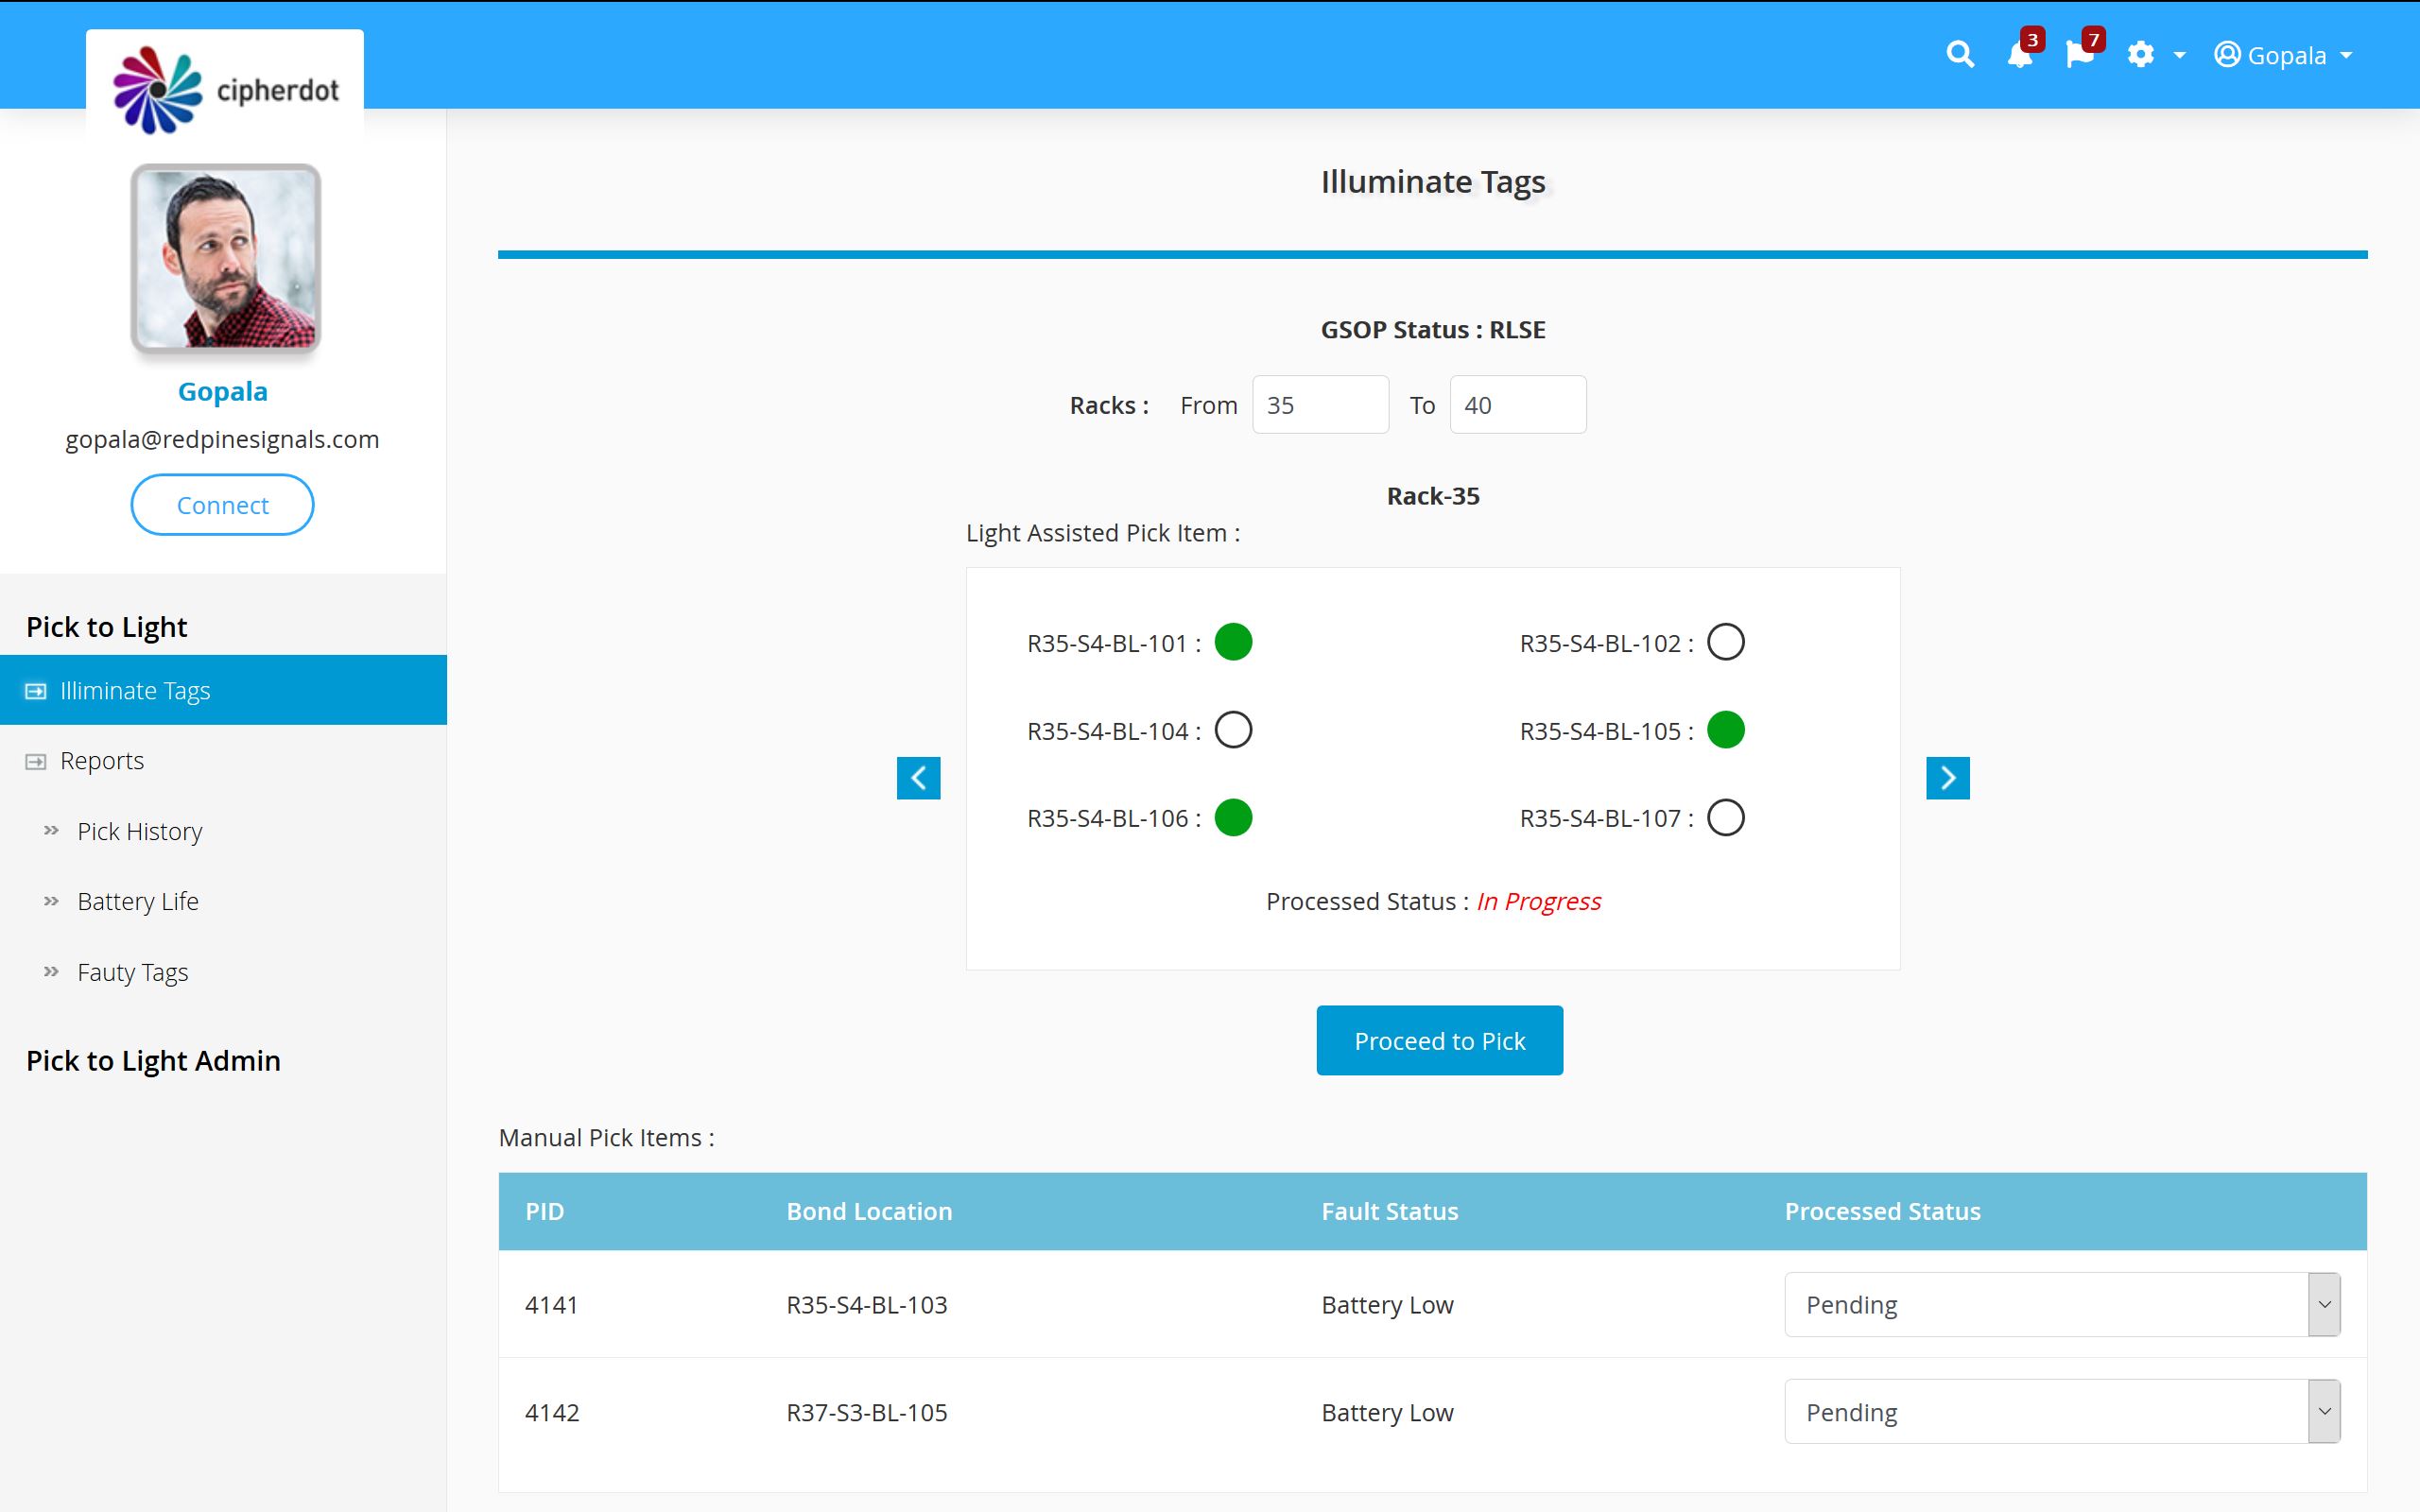 cipherdot
3
7
Gopala
Gopala
gopala@redpinesignals.com
Connect
Pick to Light
Illiminate Tags
Reports
Pick History
Battery Life
Fauty Tags
Pick to Light Admin
Illuminate Tags
GSOP Status : RLSE
Racks : From 35 To 40
Rack-35
Light Assisted Pick Item :
R35-S4-BL-101 : R35-S4-BL-102 :
R35-S4-BL-104 : R35-S4-BL-105 :
R35-S4-BL-106 : R35-S4-BL-107 :
Processed Status : In Progress
Proceed to Pick
Manual Pick Items :
PID Bond Location Fault Status Processed Status
4141 R35-S4-BL-103 Battery Low Pending
4142 R37-S3-BL-105 Battery Low Pending